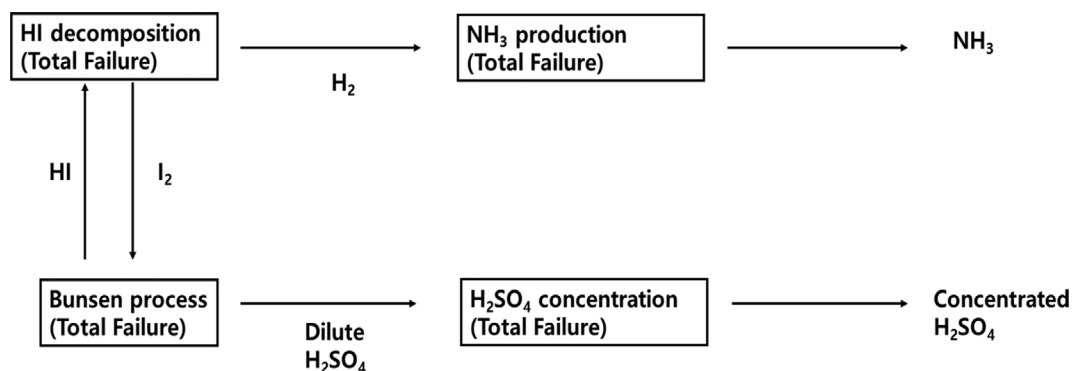 HI decomposition
(Total Failure)
H₂
NH₃ production
(Total Failure)
NH₃
HI
I₂
Bunsen process
(Total Failure)
Dilute
H₂SO₄
H₂SO₄ concentration
(Total Failure)
Concentrated
H₂SO₄